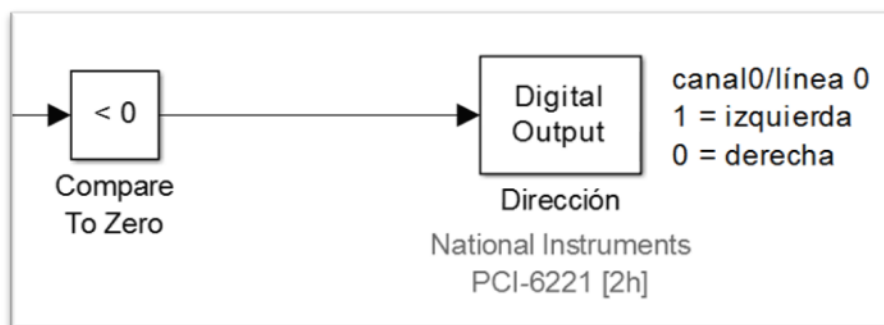 < 0
Compare
To Zero
Digital
Output
Dirección
National Instruments
PCI-6221 [2h]
canal0/línea 0
1 = izquierda
0 = derecha